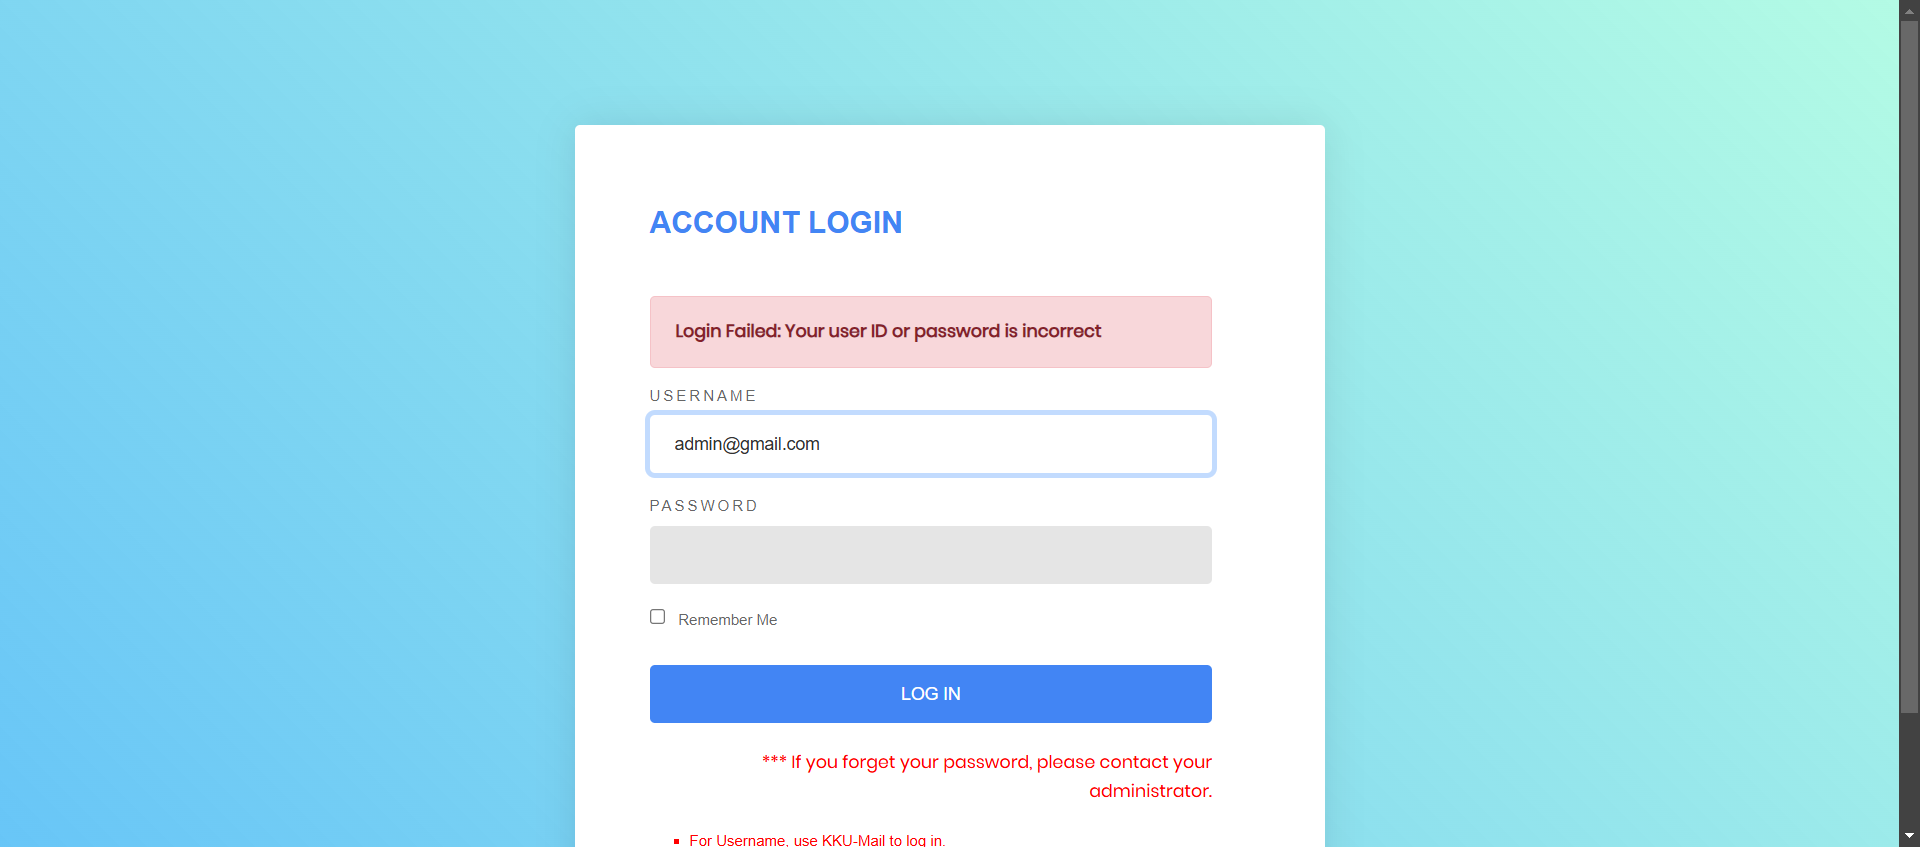 ACCOUNT LOGIN
Login Failed: Your user ID or password is incorrect
USERNAME
admin@gmail.com
PASSWORD
Remember Me
LOG IN
*** If you forget your password, please contact your
administrator.
For Username, use KKU-Mail to log in.